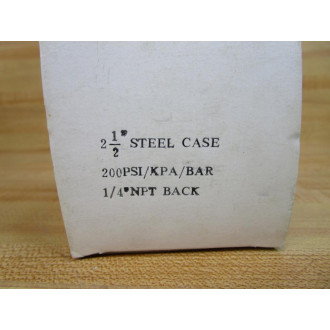 2 1/2" STEEL CASE
200PSI/KPA/BAR
1/4"NPT BACK